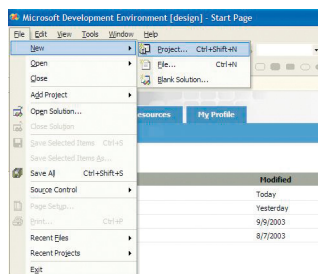 Microsoft Development Environment [design] - Start Page
File Edit View Tools Window Help
New
Project... Ctrl+Shift+N
Open
File... Ctrl+N
Close
Blank Solution...
Add Project
Open Solution...
esources My Profile
Close Solution
Save Selected Items Ctrl+S
Save Selected Items As...
Save All Ctrl+Shift+S
Modified
Source Control
Today
Page Setup...
Yesterday
Print... Ctrl+P
9/9/2003
Recent Files
8/7/2003
Recent Projects
Exit